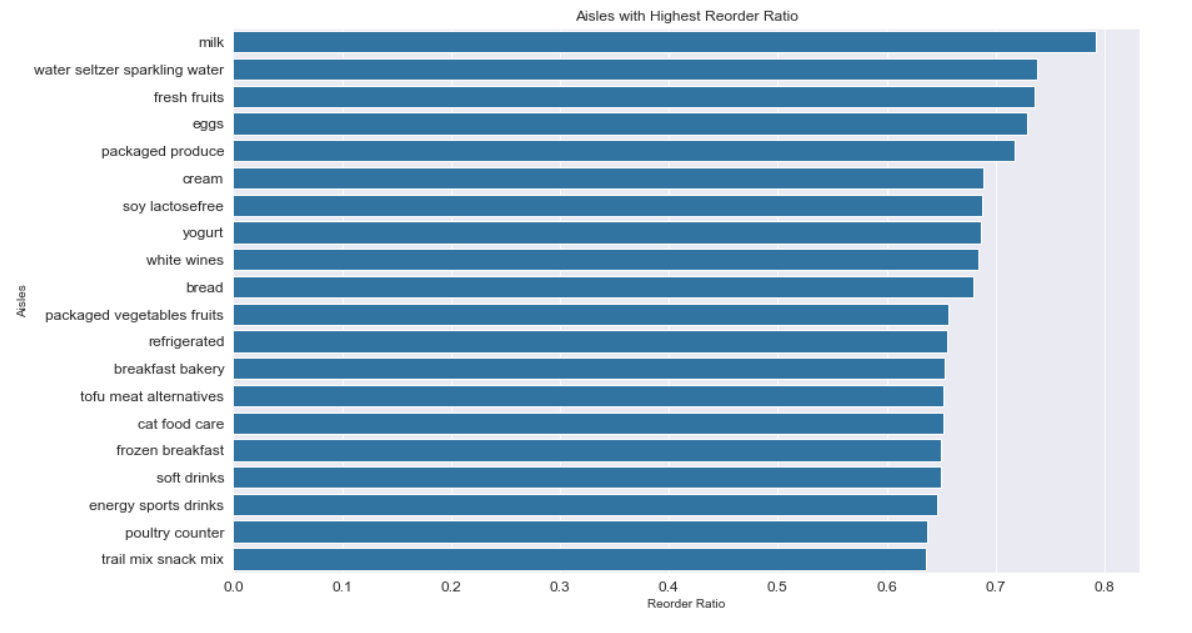 Aisles with Highest Reorder Ratio
milk
water seltzer sparkling water
fresh fruits
eggs
packaged produce
cream
soy lactosefree
yogurt
white wines
bread
packaged vegetables fruits
refrigerated
breakfast bakery
tofu meat alternatives
cat food care
frozen breakfast
soft drinks
energy sports drinks
poultry counter
trail mix snack mix
Aisles
0.0 0.1 0.2 0.3 0.4 0.5 0.6 0.7 0.8
Reorder Ratio